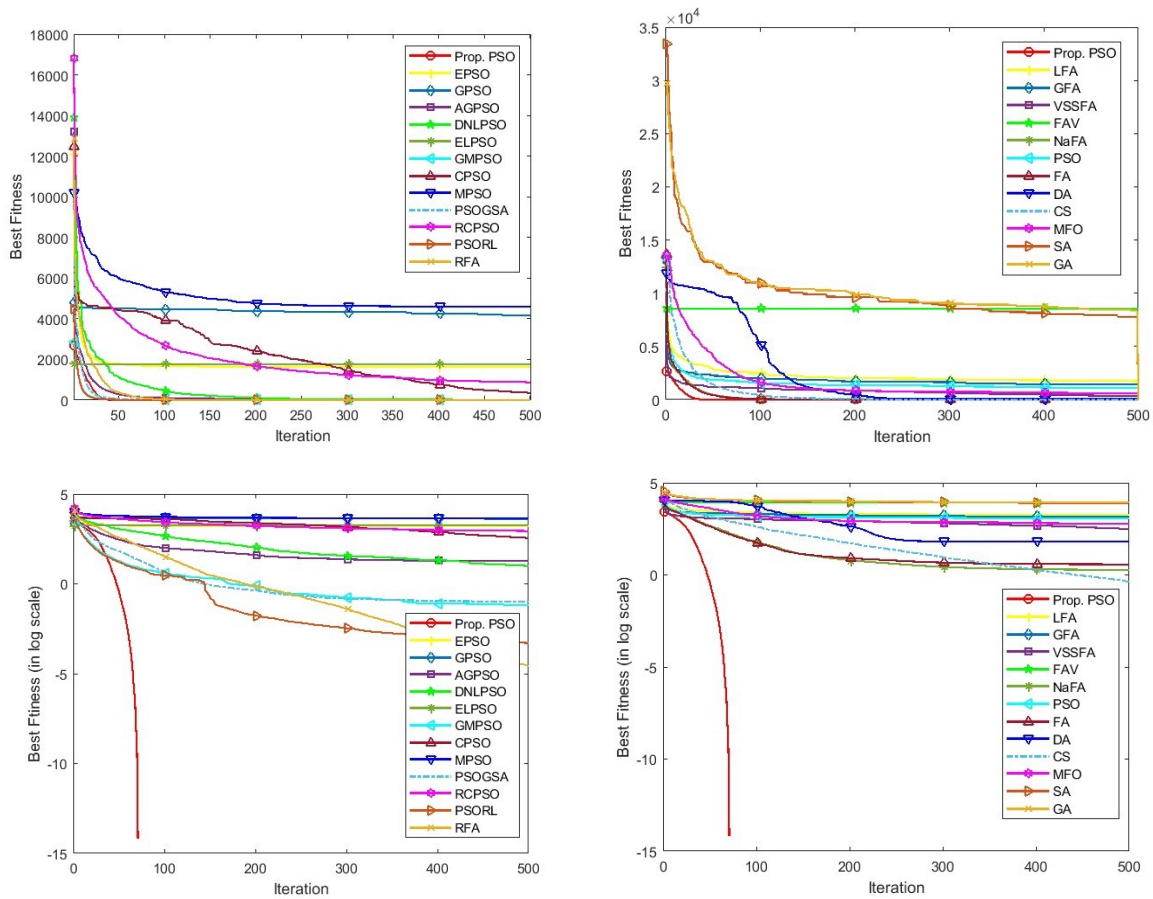 18000
16000
14000
12000
10000
8000
6000
4000
2000
0
Best Fitness
50 100 150 200 250 300 350 400 450 500
Iteration
Prop. PSO
EPSO
GPSO
AGPSO
DNLPSO
ELPSO
GMPSO
CPSO
MPSO
PSOGSA
RCPSO
PSORL
RFA
×10⁴
3.5
3
2.5
2
1.5
1
0.5
0
Best Fitness
0 100 200 300 400 500
Iteration
Prop. PSO
LFA
GFA
VSSFA
FAV
NaFA
PSO
FA
DA
CS
MFO
SA
GA
5
0
-5
-10
-15
Best Ftiness (in log scale)
0 100 200 300 400 500
Iteration
Prop. PSO
EPSO
GPSO
AGPSO
DNLPSO
ELPSO
GMPSO
CPSO
MPSO
PSOGSA
RCPSO
PSORL
RFA
5
0
-5
-10
-15
Best Fitness (in log scale)
0 100 200 300 400 500
Iteration
Prop. PSO
LFA
GFA
VSSFA
FAV
NaFA
PSO
FA
DA
CS
MFO
SA
GA